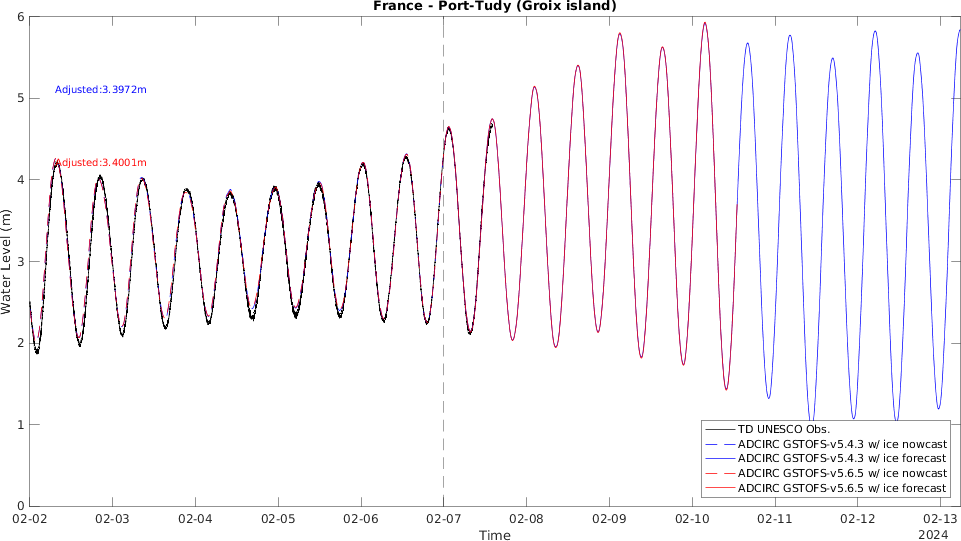 France - Port-Tudy (Groix island)
6
5
4
3
2
1
0
Water Level (m)
Adjusted:3.3972m
Adjusted:3.4001m
TD UNESCO Obs.
ADCIRC GSTOFS-v5.4.3 w/ ice nowcast
ADCIRC GSTOFS-v5.4.3 w/ ice forecast
ADCIRC GSTOFS-v5.6.5 w/ ice nowcast
ADCIRC GSTOFS-v5.6.5 w/ ice forecast
02-02 02-03 02-04 02-05 02-06 02-07 02-08 02-09 02-10 02-11 02-12 02-13
Time
2024